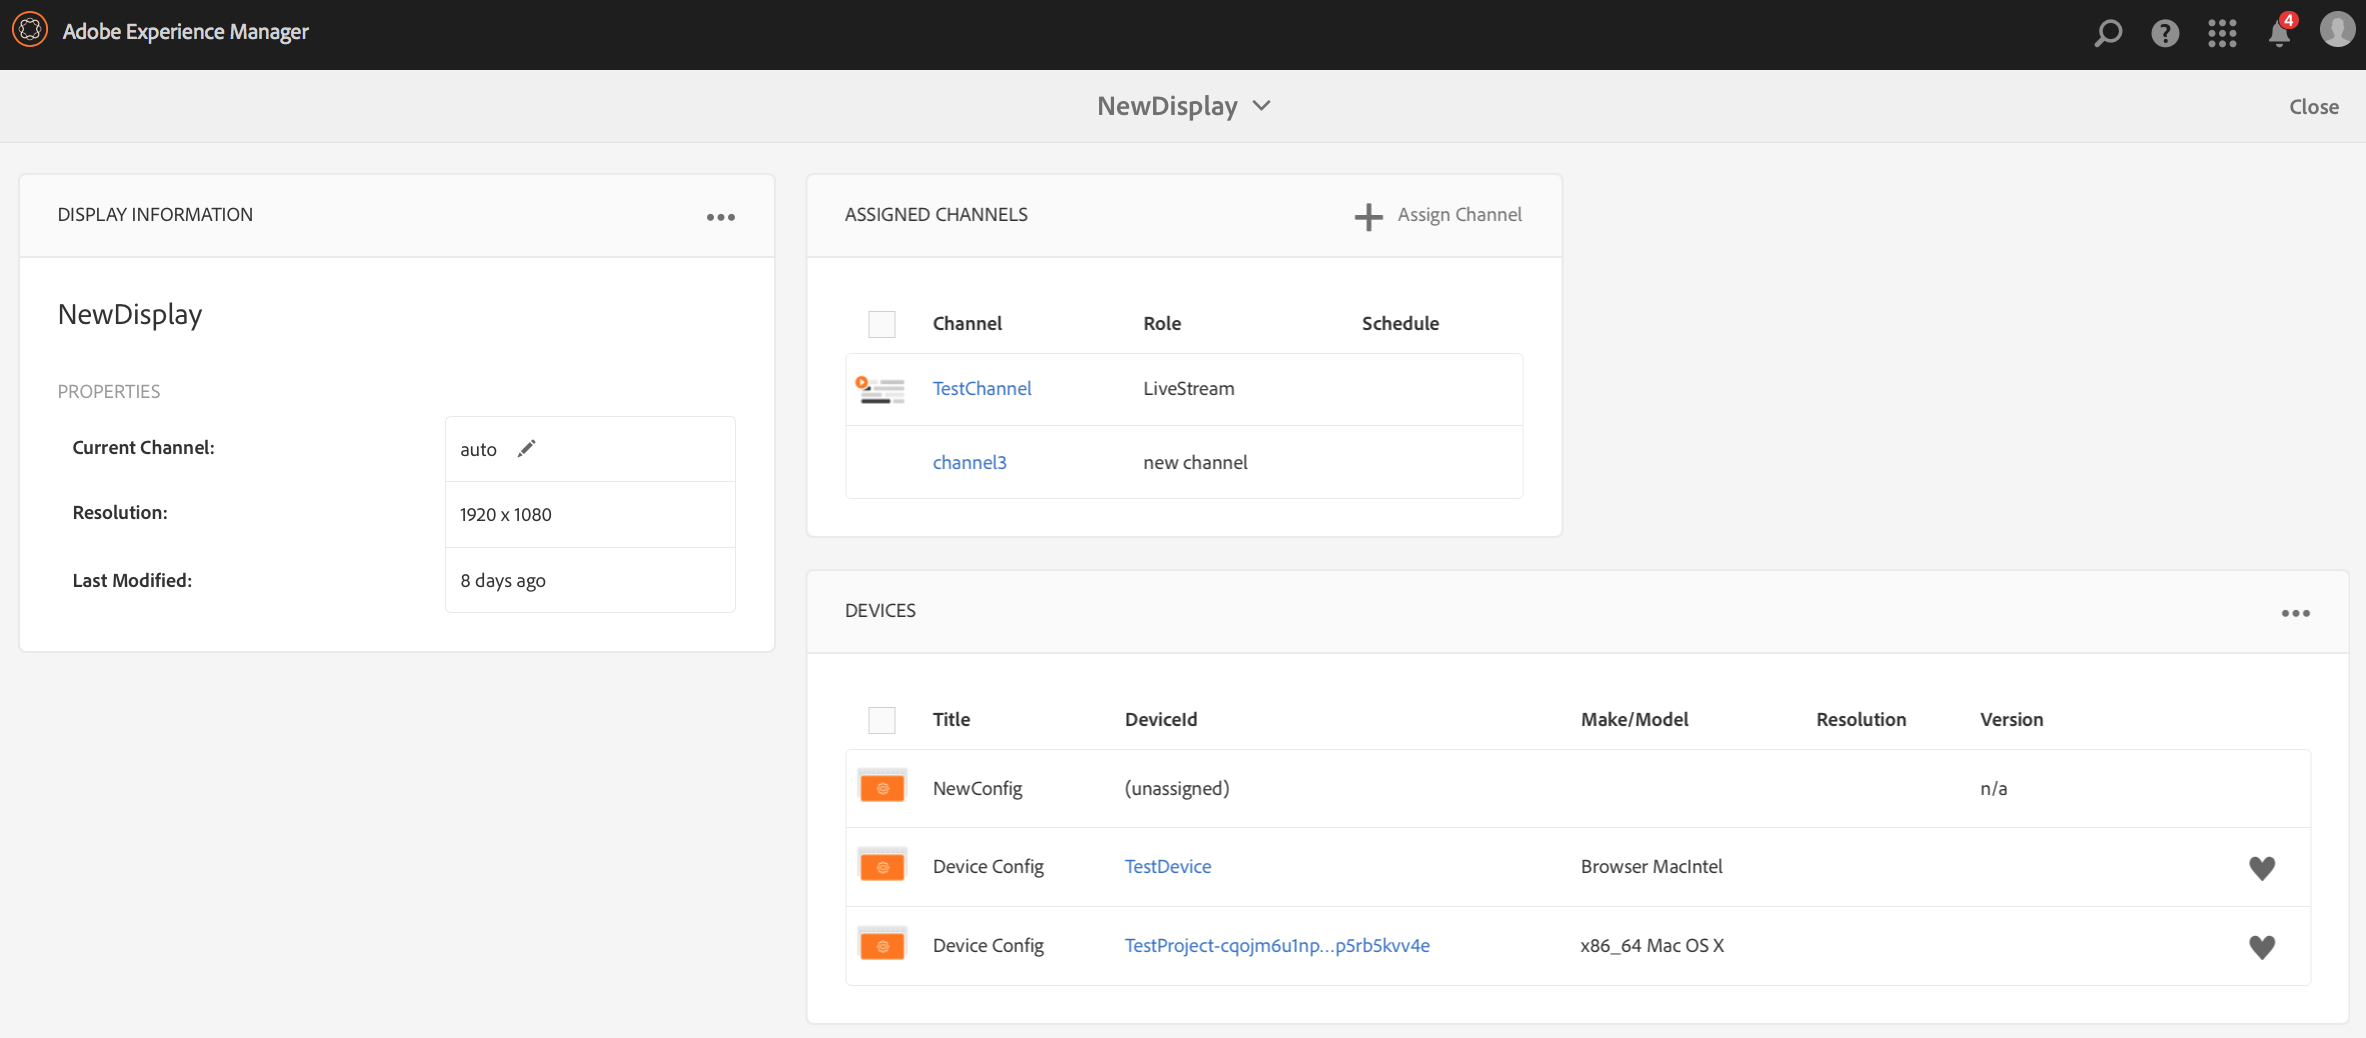 Adobe Experience Manager
4
NewDisplay
Close
DISPLAY INFORMATION
NewDisplay
PROPERTIES
Current Channel: auto
Resolution: 1920 x 1080
Last Modified: 8 days ago
ASSIGNED CHANNELS Assign Channel
Channel Role Schedule
TestChannel LiveStream
channel3 new channel
DEVICES
Title DeviceId Make/Model Resolution Version
NewConfig (unassigned) n/a
Device Config TestDevice Browser MacIntel
Device Config TestProject-cqojm6u1np...p5rb5kvv4e x86_64 Mac OS X